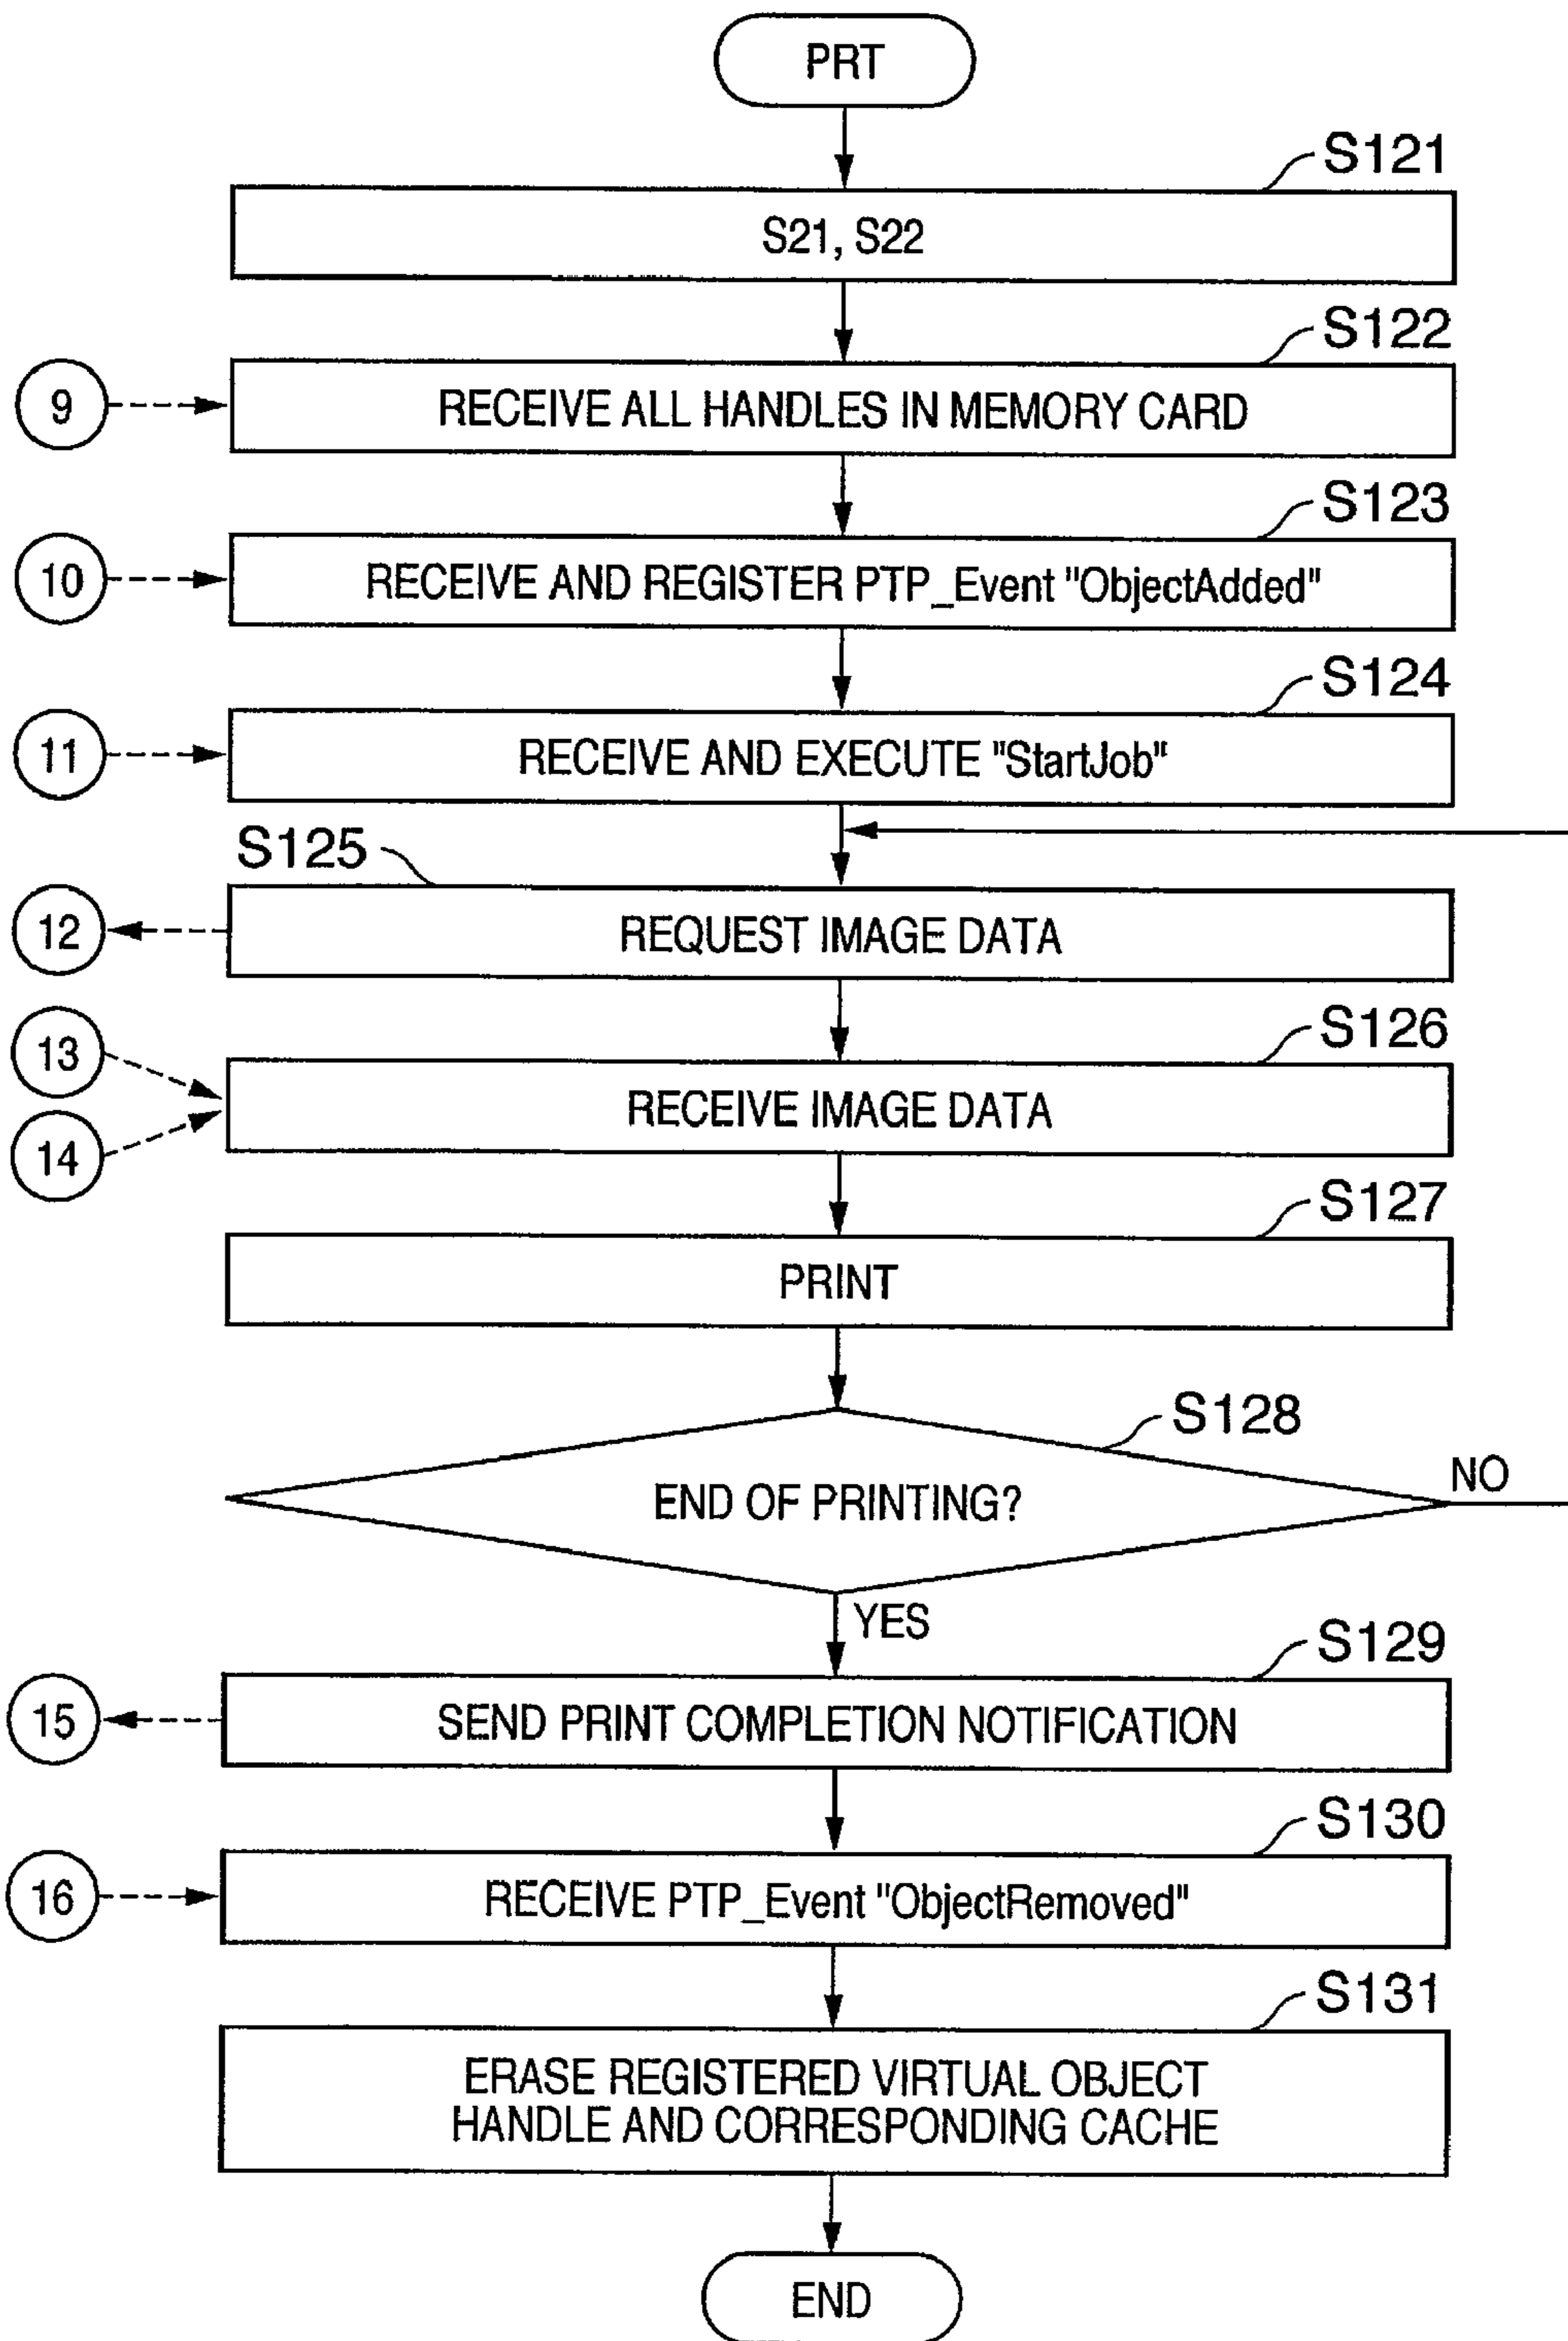 PRT
S121
S21, S22
S122
9
RECEIVE ALL HANDLES IN MEMORY CARD
S123
10
RECEIVE AND REGISTER PTP_Event "ObjectAdded"
S124
11
RECEIVE AND EXECUTE "StartJob"
S125
12
REQUEST IMAGE DATA
S126
13
14
RECEIVE IMAGE DATA
S127
PRINT
S128
END OF PRINTING?
NO
YES
S129
15
SEND PRINT COMPLETION NOTIFICATION
S130
16
RECEIVE PTP_Event "ObjectRemoved"
S131
ERASE REGISTERED VIRTUAL OBJECT
HANDLE AND CORRESPONDING CACHE
END